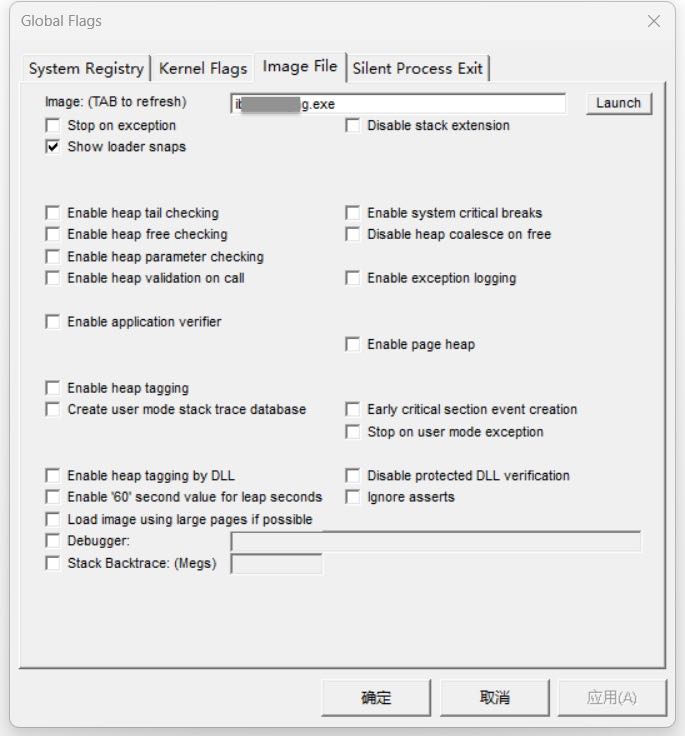 Global Flags
System Registry Kernel Flags Image File Silent Process Exit
Image: (TAB to refresh) Launch
Stop on exception Disable stack extension
Show loader snaps
Enable heap tail checking Enable system critical breaks
Enable heap free checking Disable heap coalesce on free
Enable heap parameter checking
Enable heap validation on call Enable exception logging
Enable application verifier
Enable page heap
Enable heap tagging
Create user mode stack trace database Early critical section event creation
Stop on user mode exception
Enable heap tagging by DLL Disable protected DLL verification
Enable '60' second value for leap seconds Ignore asserts
Load image using large pages if possible
Debugger:
Stack Backtrace: (Megs)
确定 取消 应用(A)